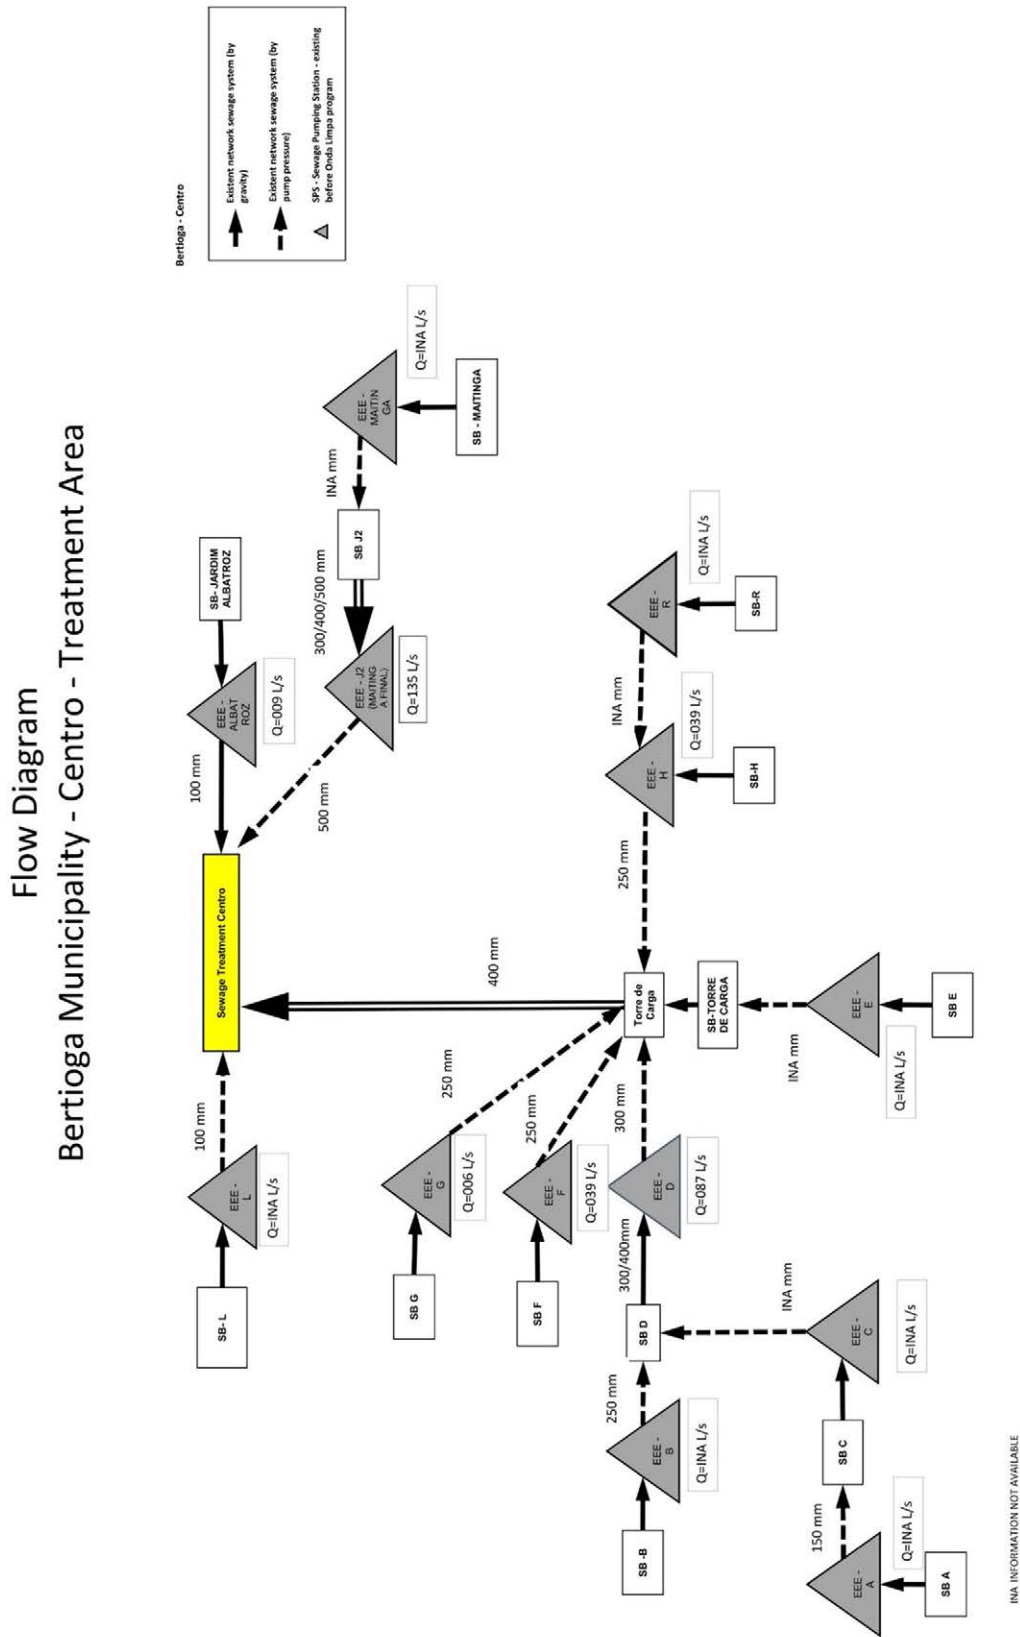 Flow Diagram
Bertioga Municipality - Centro - Treatment Area
Bertioga - Centro
Existent network sewage system (by
gravity)
Existent network sewage system (by
pump pressure)
SPS - Sewage Pumping Station - existing
before Onda Limpa program
SB- L
EEE -
L
Q=INA L/s
100 mm
Sewage Treatment Centro
100 mm
EEE -
ALBAT
ROZ
Q=009 L/s
SB- JARDIM
ALBATROZ
500 mm
EEE - J2
(MAITING
A FINAL)
Q=135 L/s
300/400/500 mm
SB J2
INA mm
EEE -
MAITIN
GA
Q=INA L/s
SB - MAITINGA
SB G
EEE -
G
Q=006 L/s
250 mm
400 mm
SB F
EEE -
F
Q=039 L/s
250 mm
SB -B
EEE -
B
Q=INA L/s
250 mm
SB D
300/400mm
EEE -
D
Q=087 L/s
300 mm
Torre de
Carga
250 mm
EEE -
H
Q=039 L/s
SB-H
INA mm
EEE -
R
Q=INA L/s
SB-R
SB-TORRE
DE CARGA
INA mm
EEE -
E
Q=INA L/s
SB E
SB A
EEE -
A
Q=INA L/s
150 mm
SB C
EEE -
C
Q=INA L/s
INA mm
INA INFORMATION NOT AVAILABLE